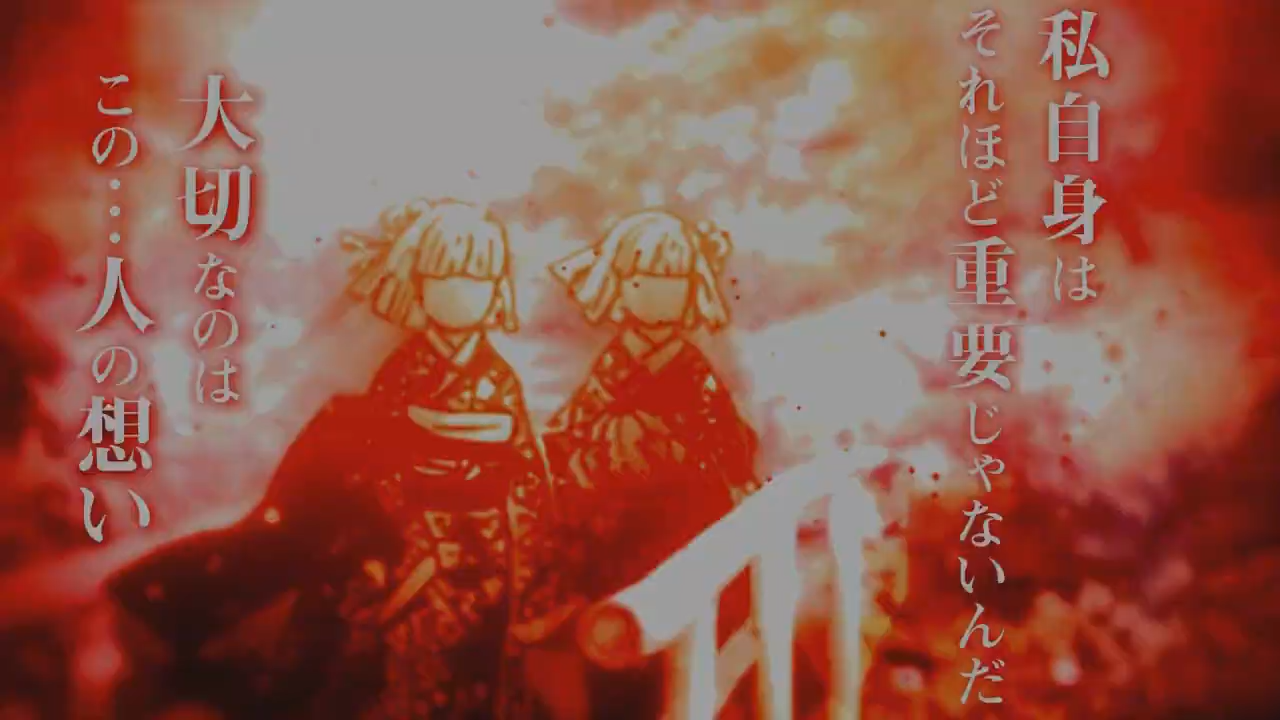 私自身は
それほど重要じゃないんだ
大切なのは
この…人の想い